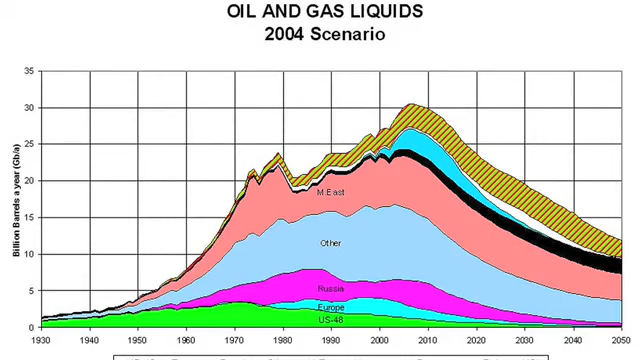 OIL AND GAS LIQUIDS
2004 Scenario
Billion Barrels a year (Gb/a)
35
30
25
20
15
10
5
0
M.East
Other
Russia
Europe
US-48
1930 1940 1950 1960 1970 1980 1990 2000 2010 2020 2030 2040 2050